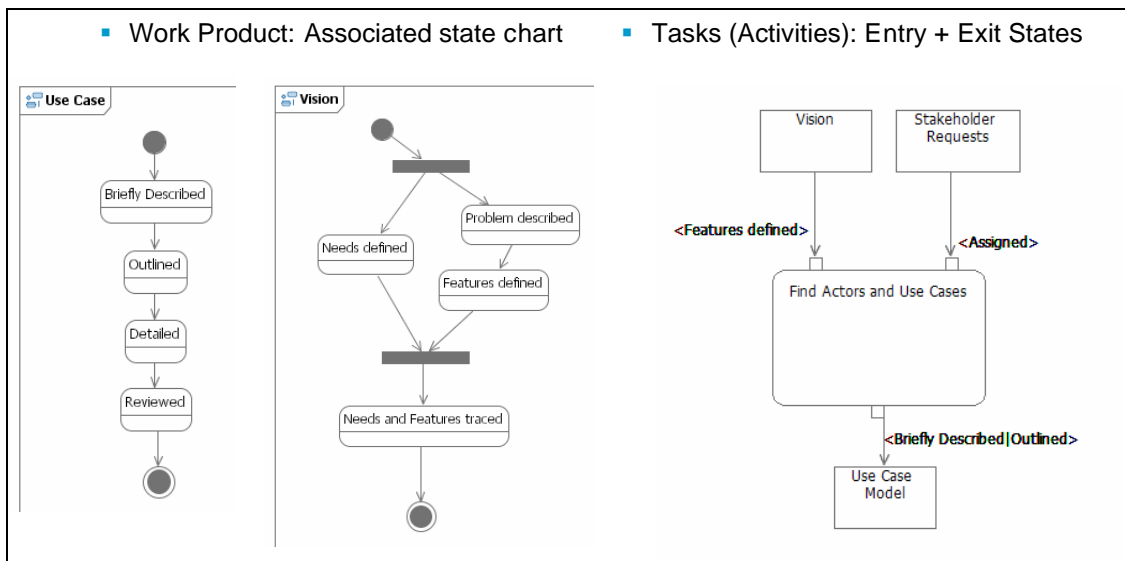 Work Product: Associated state chart
Tasks (Activities): Entry + Exit States
Use Case
Briefly Described
Outlined
Detailed
Reviewed
Vision
Problem described
Needs defined
Features defined
Needs and Features traced
Vision
Stakeholder
Requests
<Features defined>
<Assigned>
Find Actors and Use Cases
<Briefly Described|Outlined>
Use Case
Model